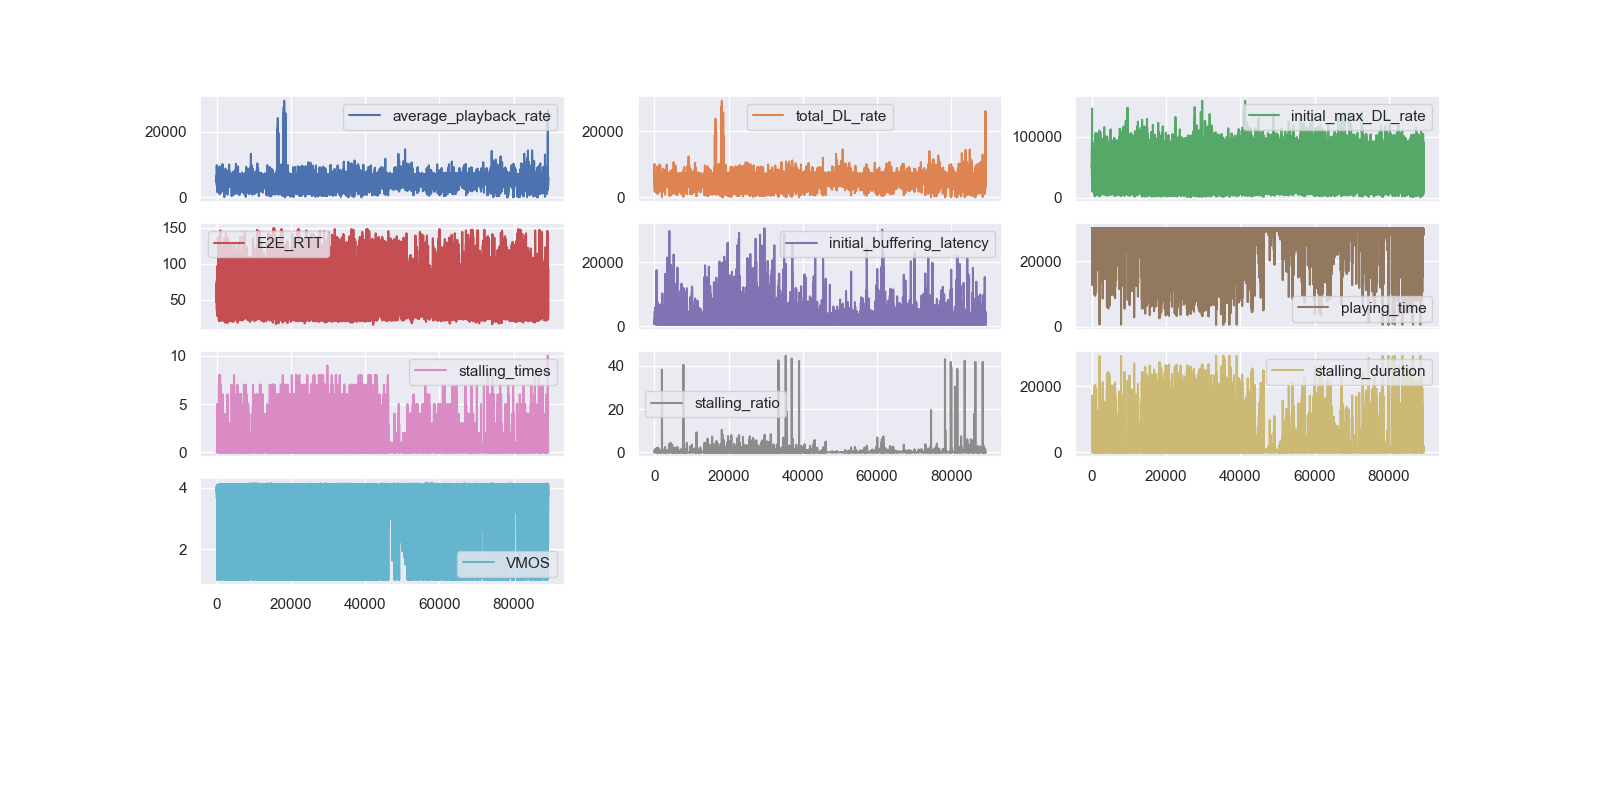 average_playback_rate
20000
0
total_DL_rate
20000
0
initial_max_DL_rate
100000
0
E2E_RTT
150
100
50
initial_buffering_latency
20000
0
playing_time
20000
0
stalling_times
10
5
0
stalling_ratio
40
20
0
0 20000 40000 60000 80000
stalling_duration
20000
0
0 20000 40000 60000 80000
VMOS
4
2
0 20000 40000 60000 80000